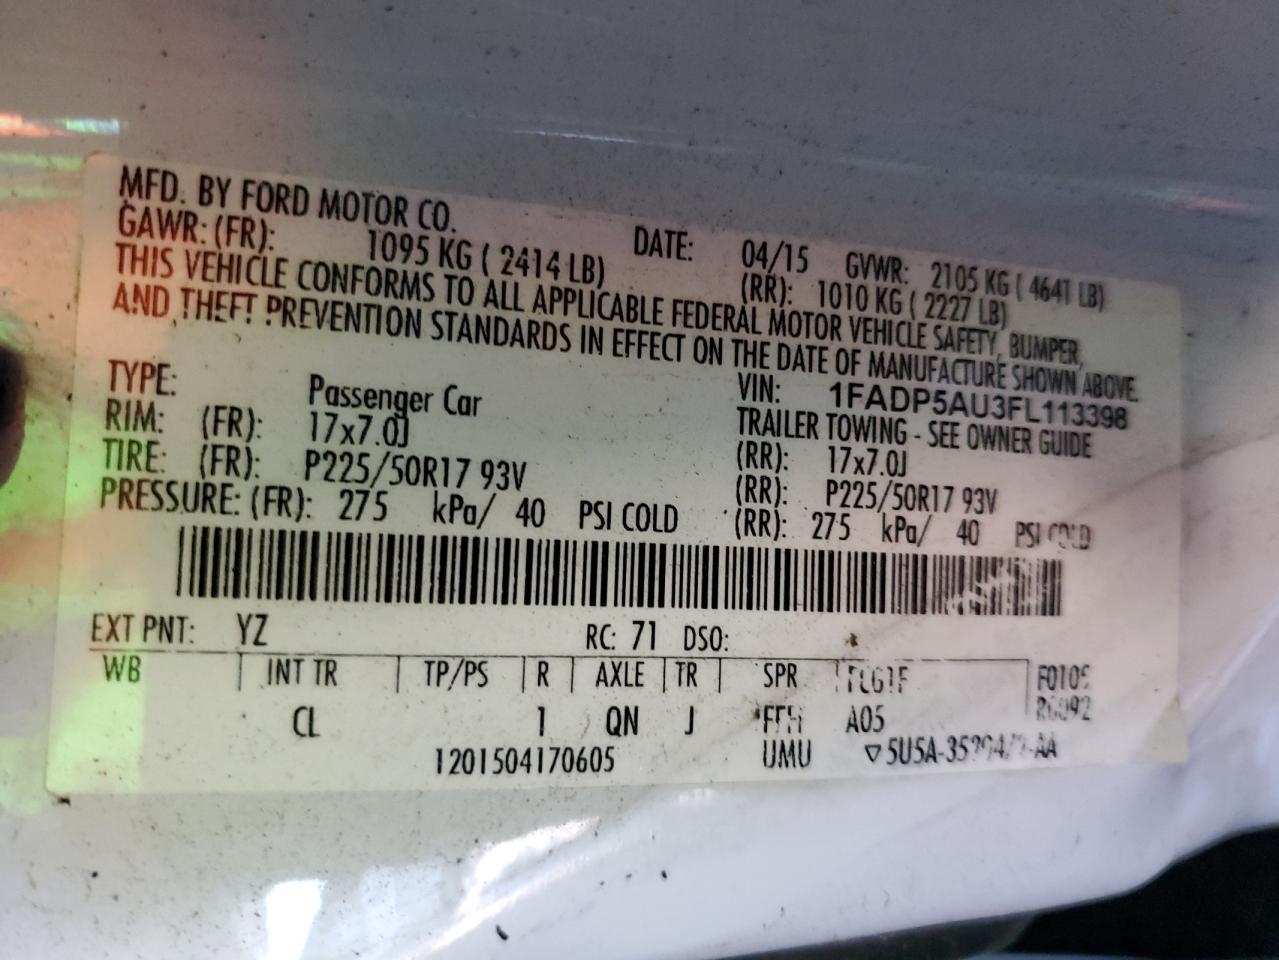 MFD. BY FORD MOTOR CO.
DATE: 04/15 GVWR: 2105 KG ( 4641 LB)
GAWR: (FR): 1095 KG ( 2414 LB) (RR): 1010 KG ( 2227 LB)
THIS VEHICLE CONFORMS TO ALL APPLICABLE FEDERAL MOTOR VEHICLE SAFETY, BUMPER,
AND THEFT PREVENTION STANDARDS IN EFFECT ON THE DATE OF MANUFACTURE SHOWN ABOVE.
VIN: 1FADP5AU3FL113398
TYPE: Passenger Car TRAILER TOWING - SEE OWNER GUIDE
RIM: (FR): 17x7.0J (RR): 17x7.0J
TIRE: (FR): P225/50R17 93V (RR): P225/50R17 93V
PRESSURE: (FR): 275 kPa/ 40 PSI COLD (RR): 275 kPa/ 40 PSI COLD
EXT PNT: YZ RC: 71 DSO:
WB INT TR TP/PS R AXLE TR SPR
CL 1 QN J A05
1201504170605 UMU